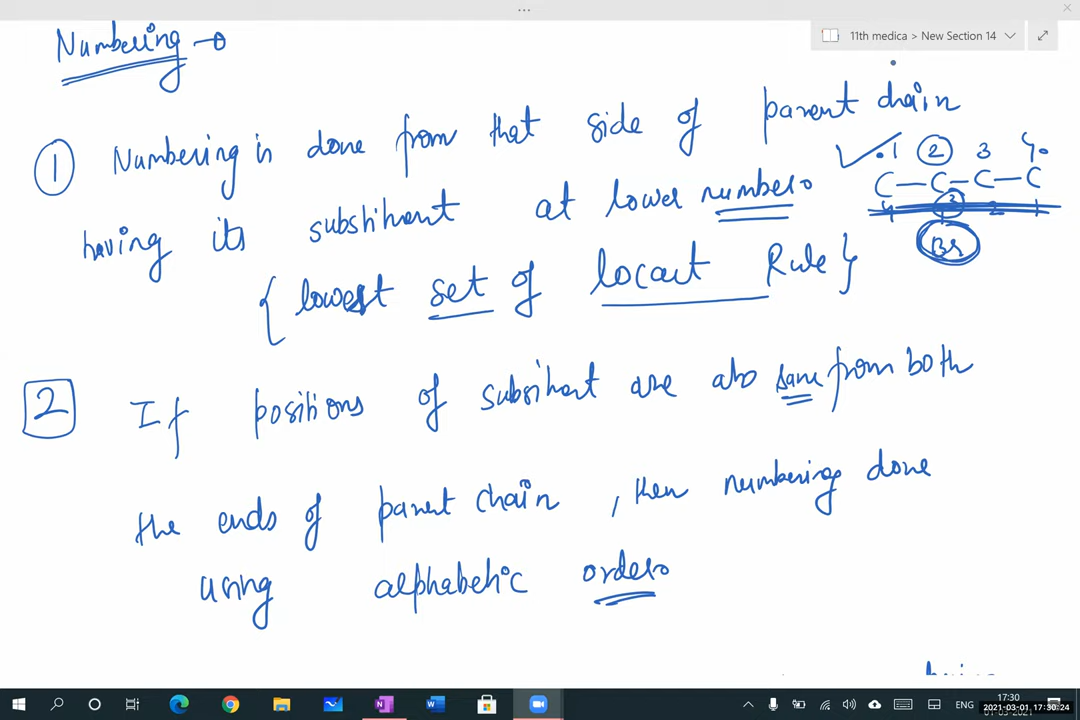 Numbering →
11th medica > New Section 14
① Numbering is done from that side of parent chain
having its substituent at lower number.
{ lowest set of locant Rule }
1 2 3 4
C — C — C — C
4 3 2 1
Br
2 If positions of substituent are also same from both
the ends of parent chain, then numbering done
using alphabetic order.
17:30
ENG
2021-03-01 17:30:24